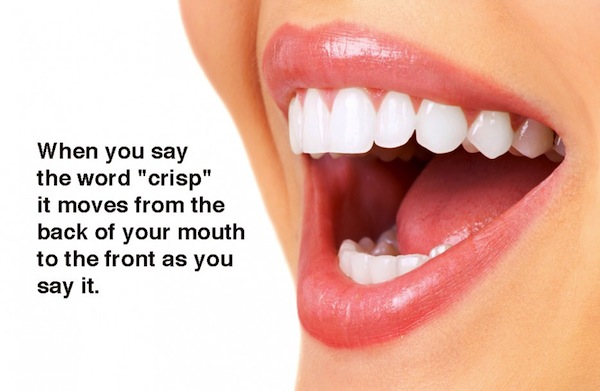 When you say
the word "crisp"
it moves from the
back of your mouth
to the front as you
say it.